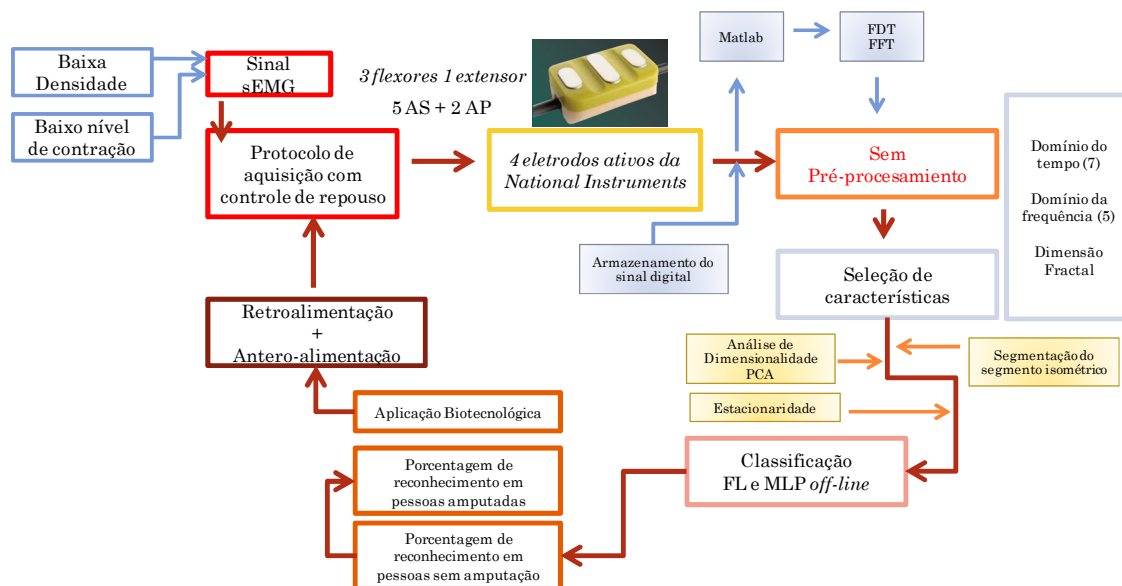 Baixa
Densidade
Baixo nível
de contração
Sinal
sEMG
3 flexores 1 extensor
5 AS + 2 AP
Matlab
FDT
FFT
Protocolo de
aquisição com
controle de repouso
4 eletrodos ativos da
National Instruments
Sem
Pré-procesamiento
Domínio do
tempo (7)
Domínio da
frequência (5)
Dimensão
Fractal
Armazenamento do
sinal digital
Seleção de
características
Retroalimentação
+
Antero-alimentação
Análise de
Dimensionalidade
PCA
Segmentação do
segmento isométrico
Estacionaridade
Aplicação Biotecnológica
Classificação
FL e MLP off-line
Porcentagem de
reconhecimento em
pessoas amputadas
Porcentagem de
reconhecimento em
pessoas sem amputação